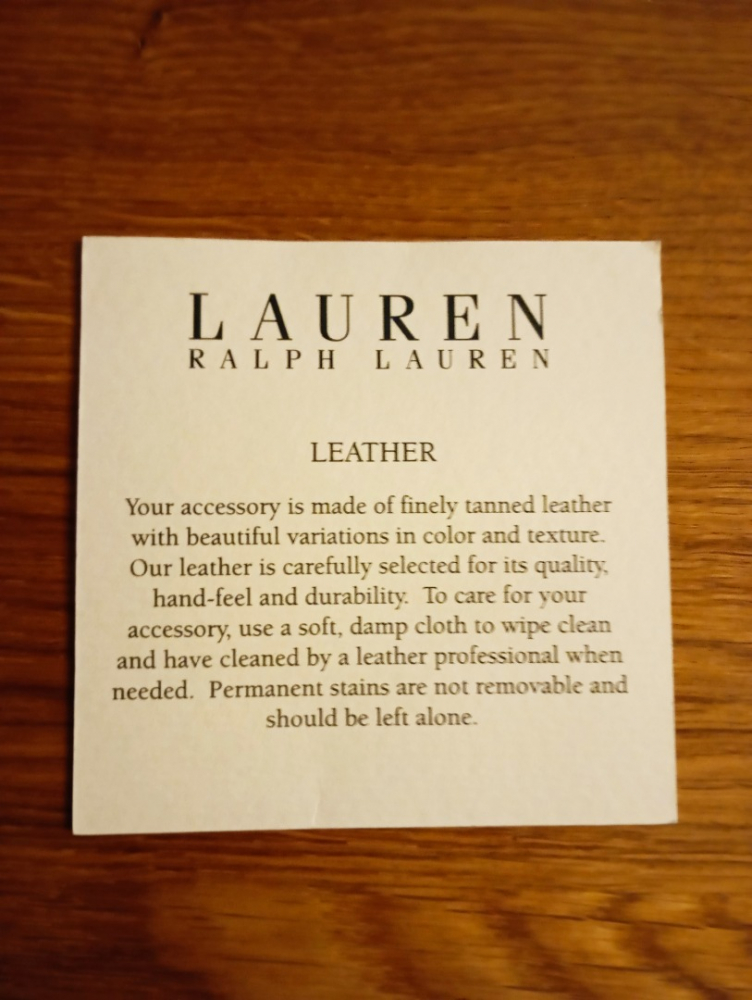 LAUREN
RALPH LAUREN
LEATHER
Your accessory is made of finely tanned leather
with beautiful variations in color and texture.
Our leather is carefully selected for its quality,
hand-feel and durability.  To care for your
accessory, use a soft, damp cloth to wipe clean
and have cleaned by a leather professional when
needed.  Permanent stains are not removable and
should be left alone.